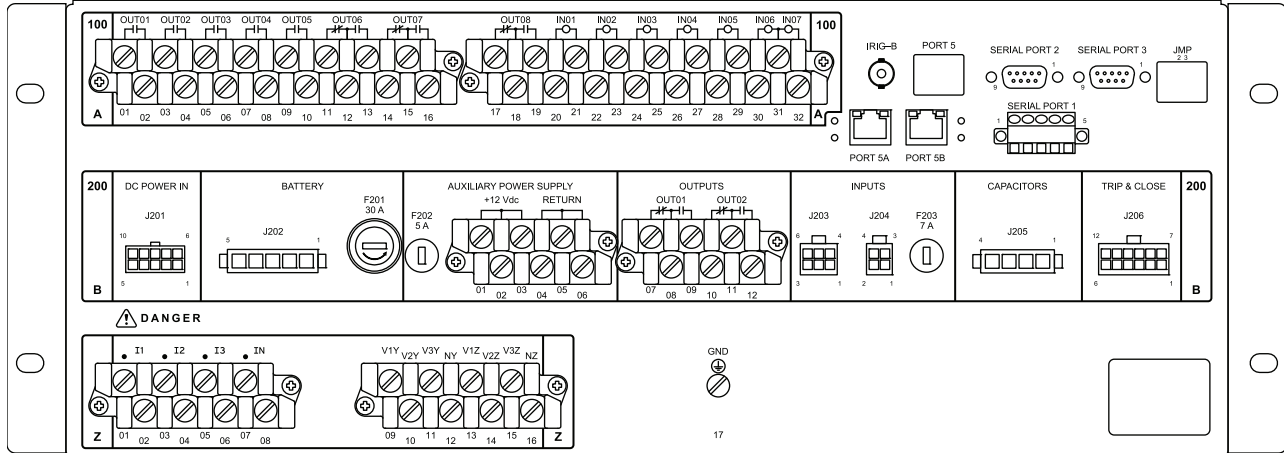 100 OUT01 OUT02 OUT03 OUT04 OUT05 OUT06 OUT07 OUT08 IN01 IN02 IN03 IN04 IN05 IN06 IN07 100
A 01 02 03 04 05 06 07 08 09 10 11 12 13 14 15 16 17 18 19 20 21 22 23 24 25 26 27 28 29 30 31 32 A
IRIG-B PORT 5 SERIAL PORT 2 SERIAL PORT 3 JMP
2 3
1 9 1 9
SERIAL PORT 1
1 5
PORT 5A PORT 5B
200 DC POWER IN BATTERY AUXILIARY POWER SUPPLY OUTPUTS INPUTS CAPACITORS TRIP & CLOSE 200
+12 Vdc RETURN OUT01 OUT02
J201 J202 F201 F202 J203 J204 F203 J205 J206
30 A 5 A 7 A
10 6 5 1 6 4 4 3 4 1 12 7
5 1 3 1 2 1 6 1
B 01 02 03 04 05 06 07 08 09 10 11 12 B
DANGER
I1 I2 I3 IN V1Y V2Y V3Y NY V1Z V2Z V3Z NZ
GND
Z 01 02 03 04 05 06 07 08 09 10 11 12 13 14 15 16 Z
17